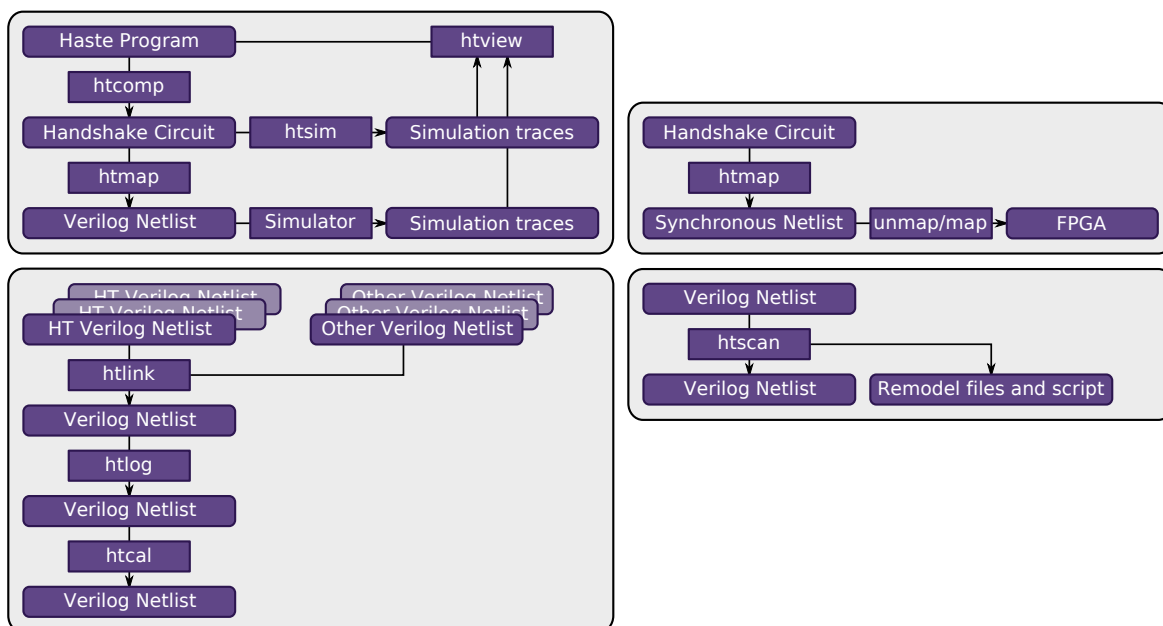 Haste Program
htview
htcomp
Handshake Circuit
htsim
Simulation traces
htmap
Verilog Netlist
Simulator
Simulation traces
Handshake Circuit
htmap
Synchronous Netlist
unmap/map
FPGA
HT Verilog Netlist
HT Verilog Netlist
HT Verilog Netlist
Other Verilog Netlist
Other Verilog Netlist
Other Verilog Netlist
htlink
Verilog Netlist
htlog
Verilog Netlist
htcal
Verilog Netlist
Verilog Netlist
htscan
Verilog Netlist
Remodel files and script